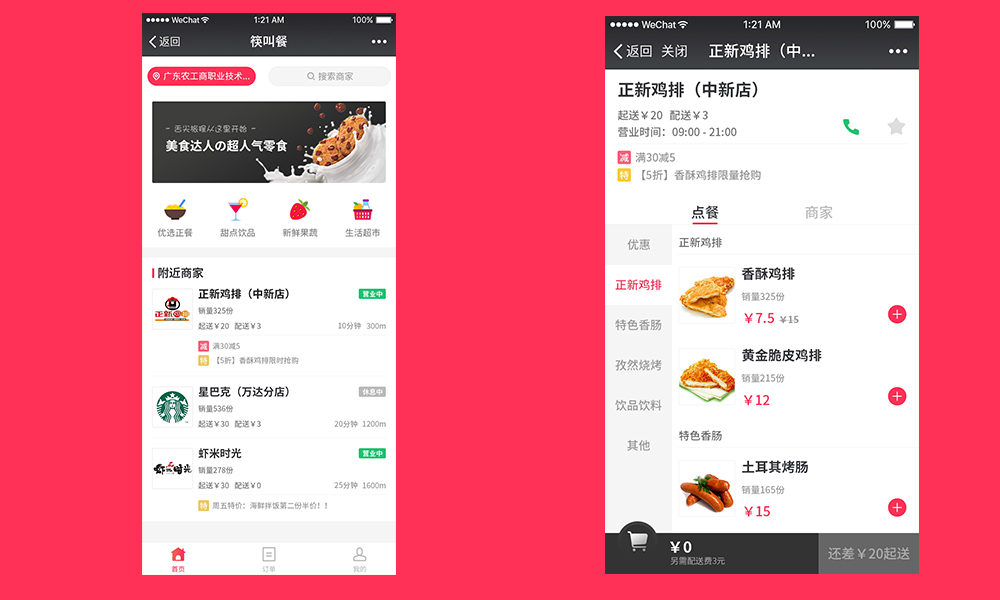 ●●●●● WeChat 1:21 AM 100%
返回 筷叫餐 •••
广东农工商职业技术... 搜索商家
- 舌尖旅程从这里开始 -
美食达人の超人气零食
优选正餐 甜点饮品 新鲜果蔬 生活超市
附近商家
正新鸡排（中新店） 营业中
销量325份
起送￥20 配送￥3 10分钟 300m
减 满30减5
特 【5折】香酥鸡排限时抢购
正新鸡排
星巴克（万达分店） 休息中
销量536份
起送￥30 配送￥3 20分钟 1200m
虾米时光 营业中
销量278份
起送￥30 配送￥0 25分钟 1600m
特 周五特价：海鲜拌饭第二份半价！！
虾米时光
首页 订单 我的
●●●●● WeChat 1:21 AM 100%
返回 关闭 正新鸡排（中... •••
正新鸡排（中新店）
起送￥20 配送￥3
营业时间：09:00 - 21:00
减 满30减5
特 【5折】香酥鸡排限量抢购
点餐 商家
优惠
正新鸡排
特色香肠
孜然烧烤
饮品饮料
其他
正新鸡排
香酥鸡排
销量325份
￥7.5 ￥15
黄金脆皮鸡排
销量215份
￥12
特色香肠
土耳其烤肠
销量165份
￥15
￥0
另需配送费3元
还差￥20起送